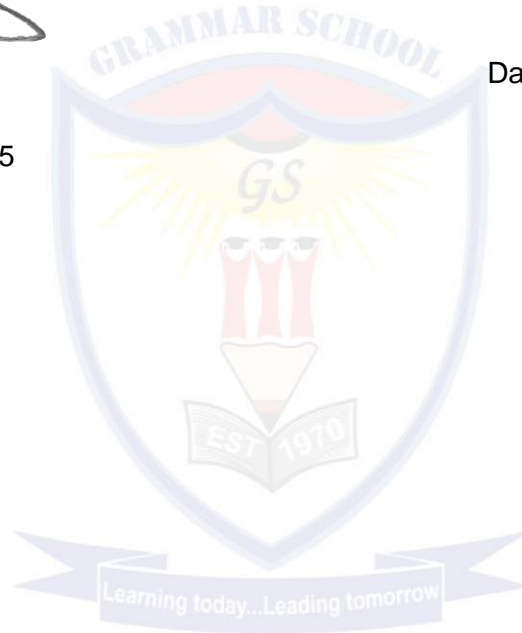 GRAMMAR SCHOOL
Da
5
GS
EST 1970
Learning today...Leading tomorrow